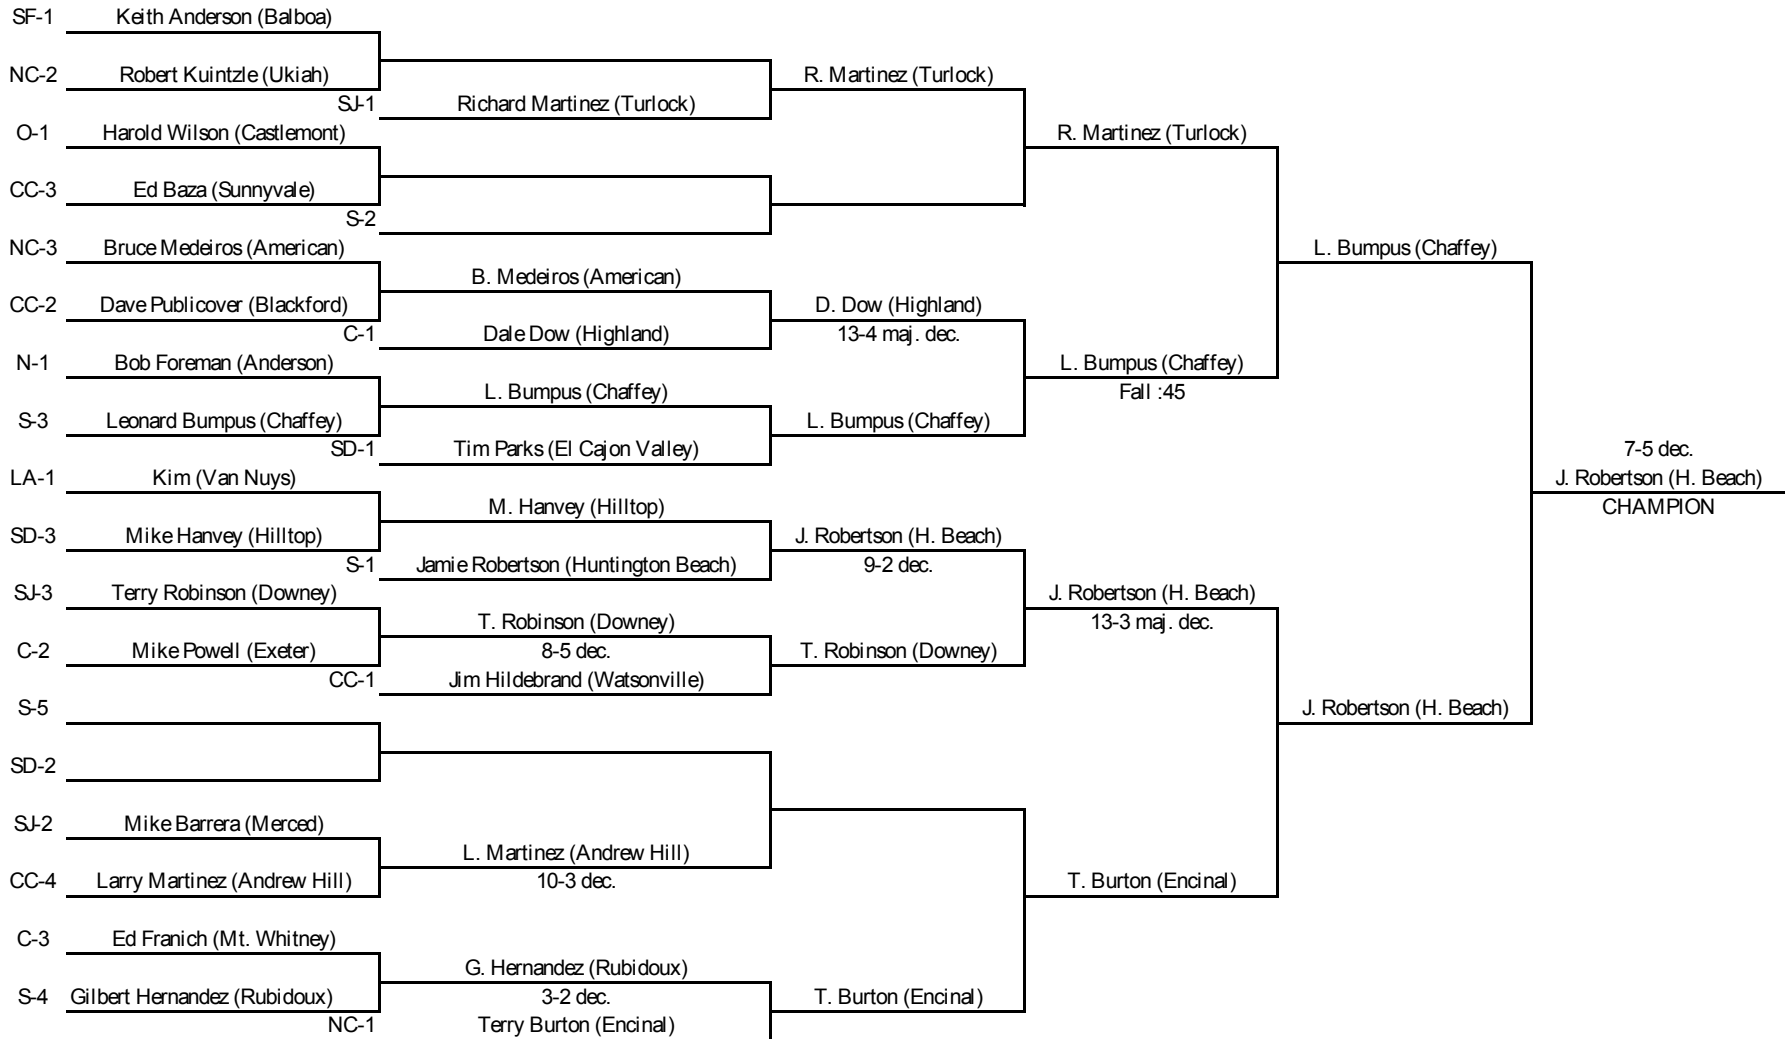 SF-1 Keith Anderson (Balboa)
NC-2 Robert Kuintzle (Ukiah) R. Martinez (Turlock)
SJ-1 Richard Martinez (Turlock)
O-1 Harold Wilson (Castlemont) R. Martinez (Turlock)
CC-3 Ed Baza (Sunnyvale)
S-2
NC-3 Bruce Medeiros (American) L. Bumpus (Chaffey)
B. Medeiros (American)
CC-2 Dave Publicover (Blackford) D. Dow (Highland)
C-1 Dale Dow (Highland) 13-4 maj. dec.
N-1 Bob Foreman (Anderson) L. Bumpus (Chaffey)
L. Bumpus (Chaffey) Fall :45
S-3 Leonard Bumpus (Chaffey) L. Bumpus (Chaffey)
SD-1 Tim Parks (El Cajon Valley) 7-5 dec.
LA-1 Kim (Van Nuys) J. Robertson (H. Beach)
M. Hanvey (Hilltop) CHAMPION
SD-3 Mike Hanvey (Hilltop) J. Robertson (H. Beach)
S-1 Jamie Robertson (Huntington Beach) 9-2 dec.
SJ-3 Terry Robinson (Downey) J. Robertson (H. Beach)
T. Robinson (Downey) 13-3 maj. dec.
C-2 Mike Powell (Exeter) 8-5 dec. T. Robinson (Downey)
CC-1 Jim Hildebrand (Watsonville)
S-5 J. Robertson (H. Beach)
SD-2
SJ-2 Mike Barrera (Merced)
L. Martinez (Andrew Hill)
CC-4 Larry Martinez (Andrew Hill) 10-3 dec. T. Burton (Encinal)
C-3 Ed Franich (Mt. Whitney)
G. Hernandez (Rubidoux)
S-4 Gilbert Hernandez (Rubidoux) 3-2 dec. T. Burton (Encinal)
NC-1 Terry Burton (Encinal)